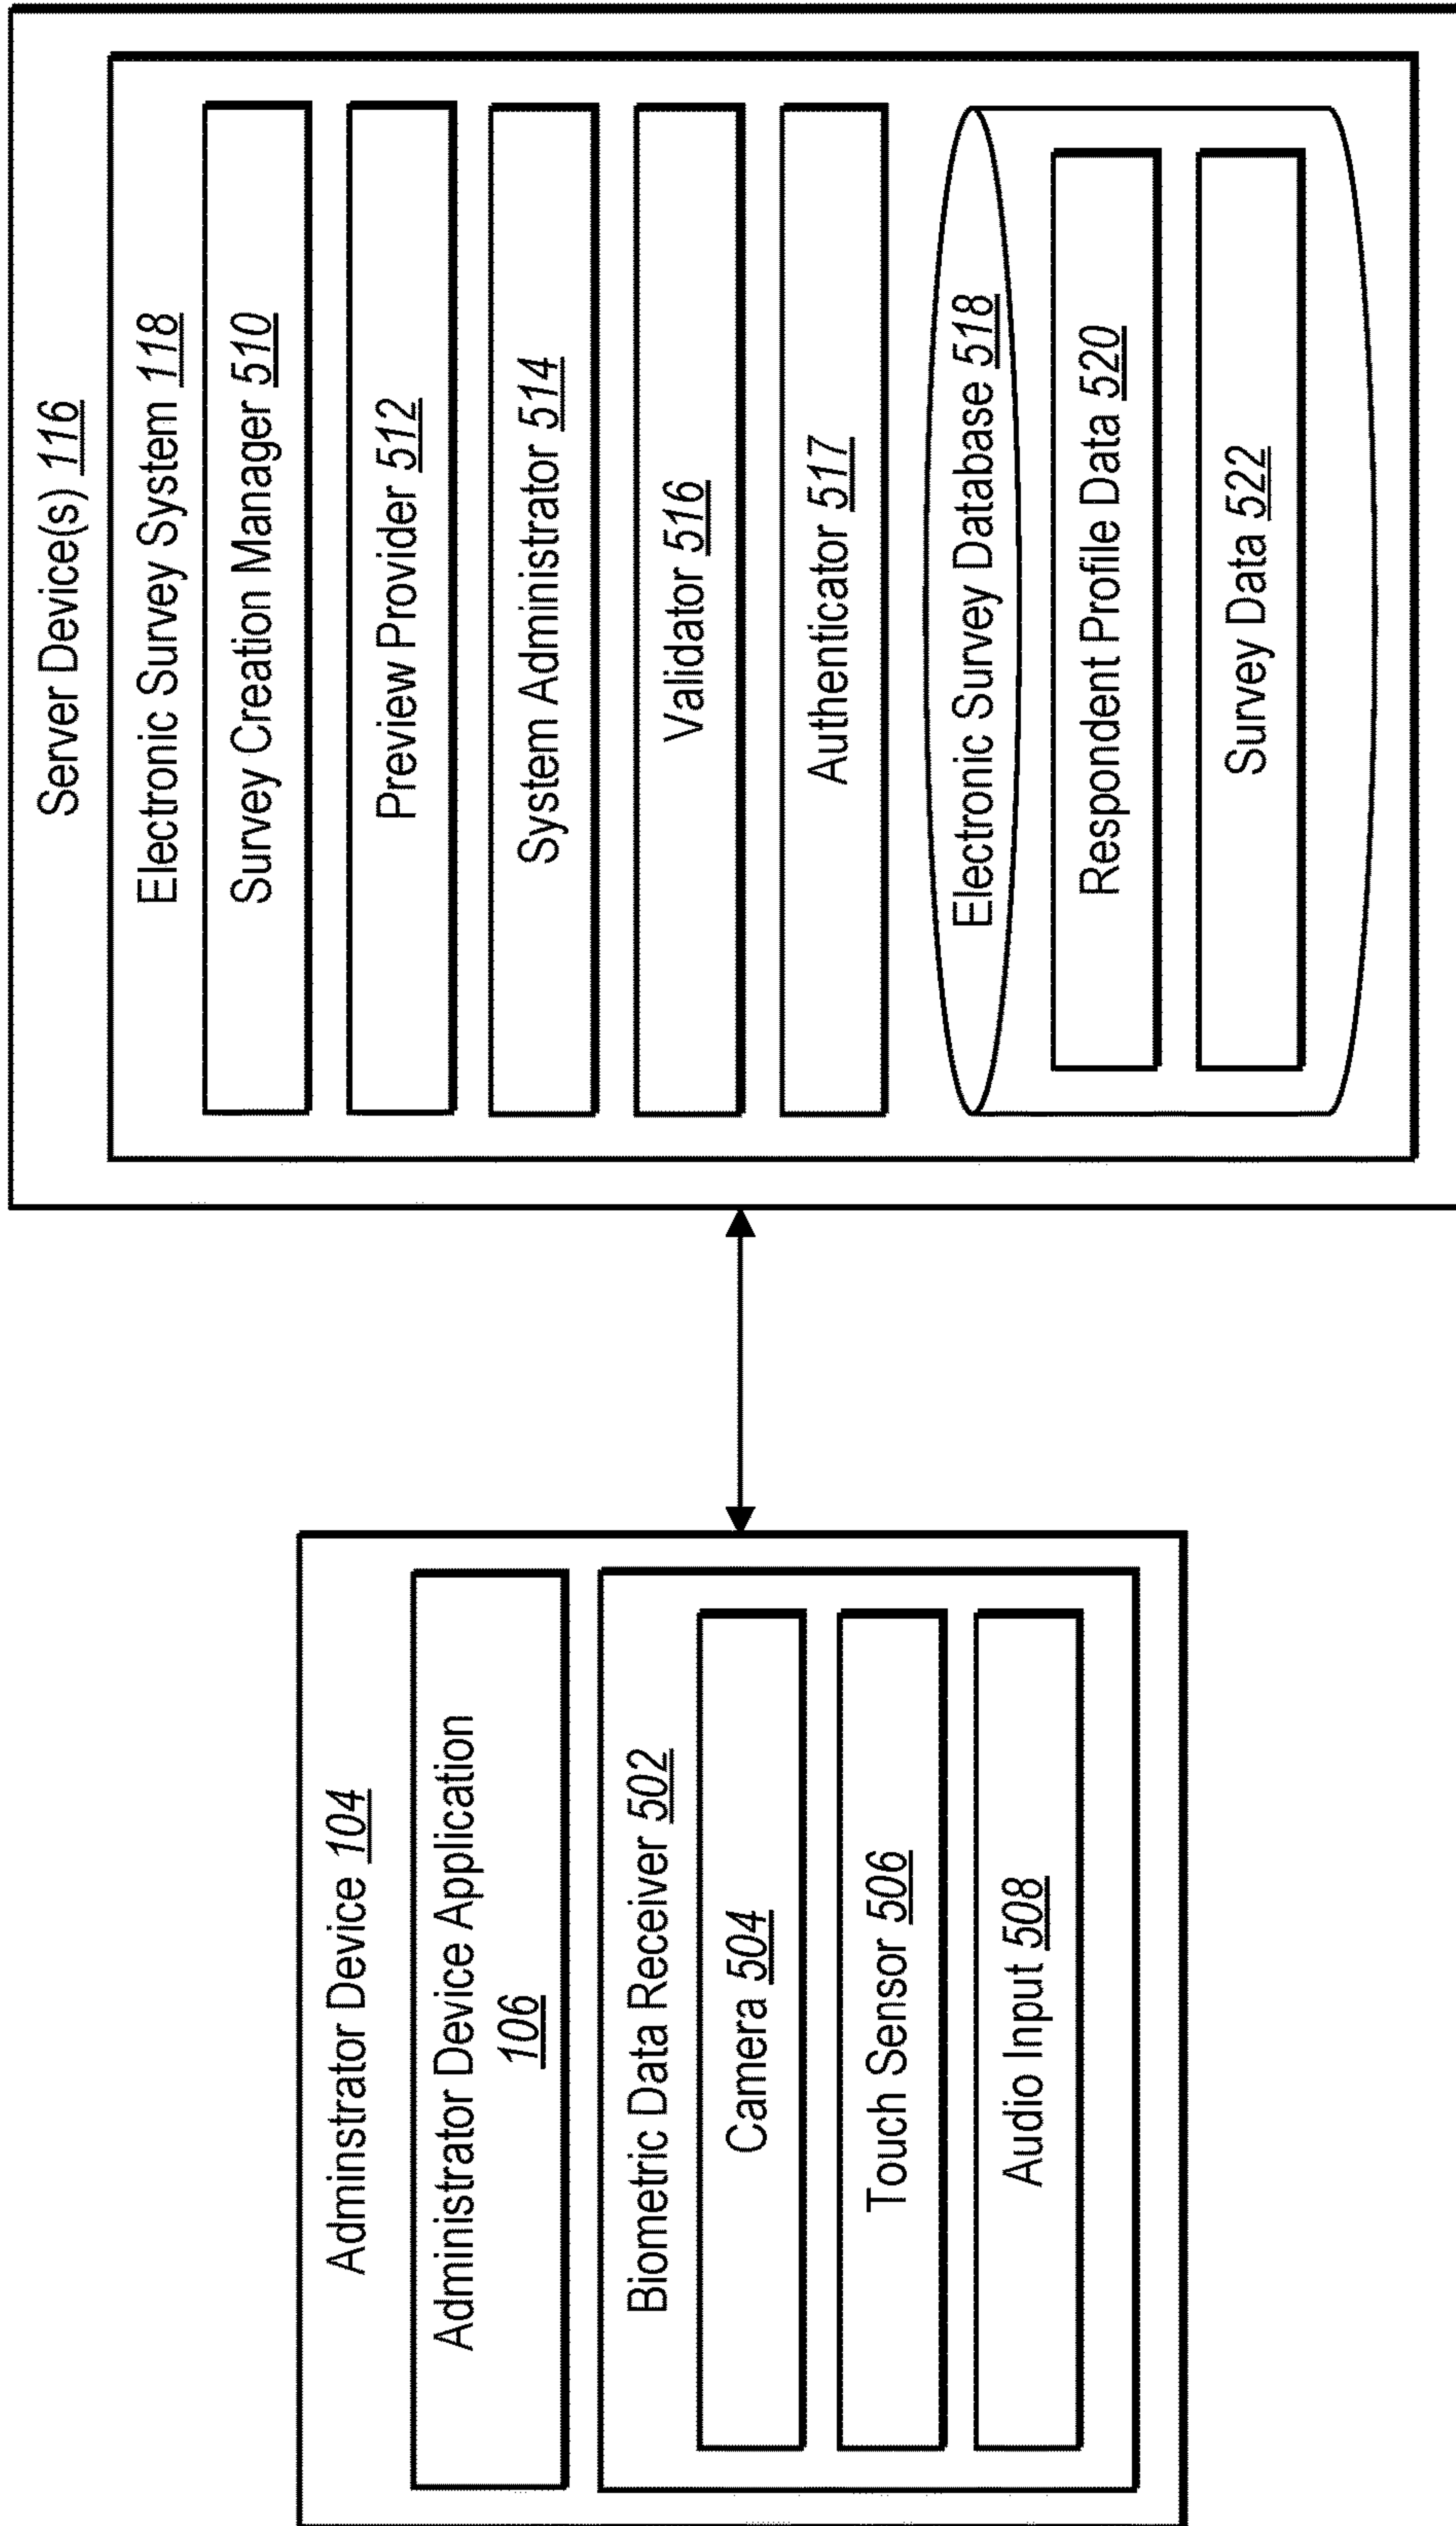 Adminstrator Device 104
Administrator Device Application
106
Biometric Data Receiver 502
Camera 504
Touch Sensor 506
Audio Input 508
Server Device(s) 116
Electronic Survey System 118
Survey Creation Manager 510
Preview Provider 512
System Administrator 514
Validator 516
Authenticator 517
Electronic Survey Database 518
Respondent Profile Data 520
Survey Data 522